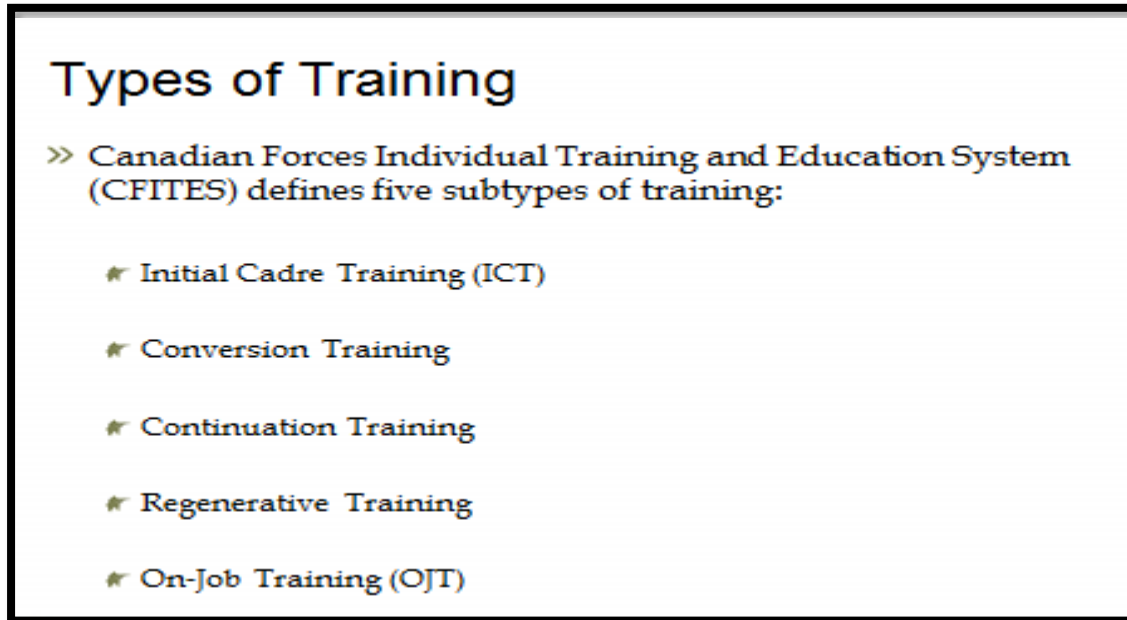 Types of Training
» Canadian Forces Individual Training and Education System
(CFITES) defines five subtypes of training:
Initial Cadre Training (ICT)
Conversion Training
Continuation Training
Regenerative Training
On-Job Training (OJT)